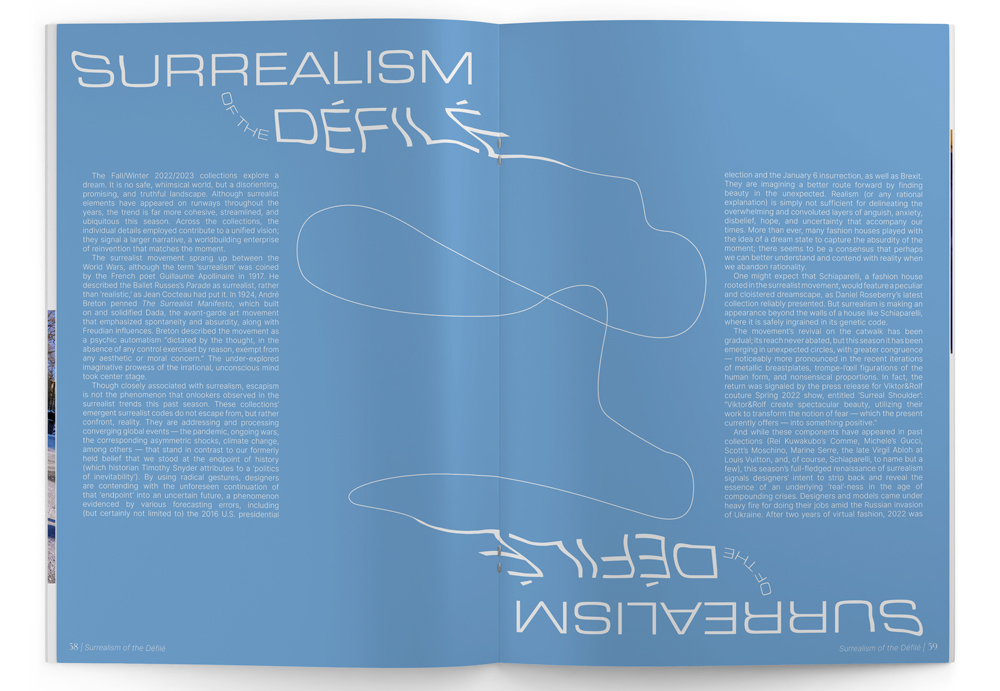 SURREALISM
OF THE
DÉFILÉ
The Fall/Winter 2022/2023 collections explore a
dream. It is no safe, whimsical world, but a disorienting,
promising, and truthful landscape. Although surrealist
elements have appeared on runways throughout the
years, the trend is far more cohesive, streamlined, and
ubiquitous this season. Across the collections, the
individual details employed contribute to a unified vision;
they signal a larger narrative, a worldbuilding enterprise
of reinvention that matches the moment.
The surrealist movement sprang up between the
World Wars, although the term ‘surrealism’ was coined
by the French poet Guillaume Apollinaire in 1917. He
described the Ballet Russes's Parade as surrealist, rather
than ‘realistic,’ as Jean Cocteau had put it. In 1924, André
Breton penned The Surrealist Manifesto, which built
on and solidified Dada, the avant-garde art movement
that emphasized spontaneity and absurdity, along with
Freudian influences. Breton described the movement as
a psychic automatism “dictated by the thought, in the
absence of any control exercised by reason, exempt from
any aesthetic or moral concern.” The under-explored
imaginative prowess of the irrational, unconscious mind
took center stage.
Though closely associated with surrealism, escapism
is not the phenomenon that onlookers observed in the
surrealist trends this past season. These collections'
emergent surrealist codes do not escape from, but rather
confront, reality. They are addressing and processing
converging global events — the pandemic, ongoing wars,
the corresponding asymmetric shocks, climate change,
among others — that stand in contrast to our formerly
held belief that we stood at the endpoint of history
(which historian Timothy Snyder attributes to a ‘politics
of inevitability’). By using radical gestures, designers
are contending with the unforeseen continuation of
that ‘endpoint’ into an uncertain future, a phenomenon
evidenced by various forecasting errors, including
(but certainly not limited to) the 2016 U.S. presidential
58 | Surrealism of the Défilé
election and the January 6 insurrection, as well as Brexit.
They are imagining a better route forward by finding
beauty in the unexpected. Realism (or any rational
explanation) is simply not sufficient for delineating the
overwhelming and convoluted layers of anguish, anxiety,
disbelief, hope, and uncertainty that accompany our
times. More than ever, many fashion houses played with
the idea of a dream state to capture the absurdity of the
moment; there seems to be a consensus that perhaps
we can better understand and contend with reality when
we abandon rationality.
One might expect that Schiaparelli, a fashion house
rooted in the surrealist movement, would feature a peculiar
and cloistered dreamscape, as Daniel Roseberry's latest
collection reliably presented. But surrealism is making an
appearance beyond the walls of a house like Schiaparelli,
where it is safely ingrained in its genetic code.
The movement's revival on the catwalk has been
gradual; its reach never abated, but this season it has been
emerging in unexpected circles, with greater congruence
— noticeably more pronounced in the recent iterations
of metallic breastplates, trompe-l'œil figurations of the
human form, and nonsensical proportions. In fact, the
return was signaled by the press release for Viktor&Rolf
couture Spring 2022 show, entitled ‘Surreal Shoulder’:
“Viktor&Rolf create spectacular beauty, utilizing their
work to transform the notion of fear — which the present
currently offers — into something positive.”
And while these components have appeared in past
collections (Rei Kuwakubo's Comme, Michele's Gucci,
Scott's Moschino, Marine Serre, the late Virgil Abloh at
Louis Vuitton, and, of course, Schiaparelli, to name but a
few), this season's full-fledged renaissance of surrealism
signals designers' intent to strip back and reveal the
essence of an underlying ‘real’-ness in the age of
compounding crises. Designers and models came under
heavy fire for doing their jobs amid the Russian Invasion
of Ukraine. After two years of virtual fashion, 2022 was
SURREALISM
OF THE
DÉFILÉ
Surrealism of the Défilé | 59